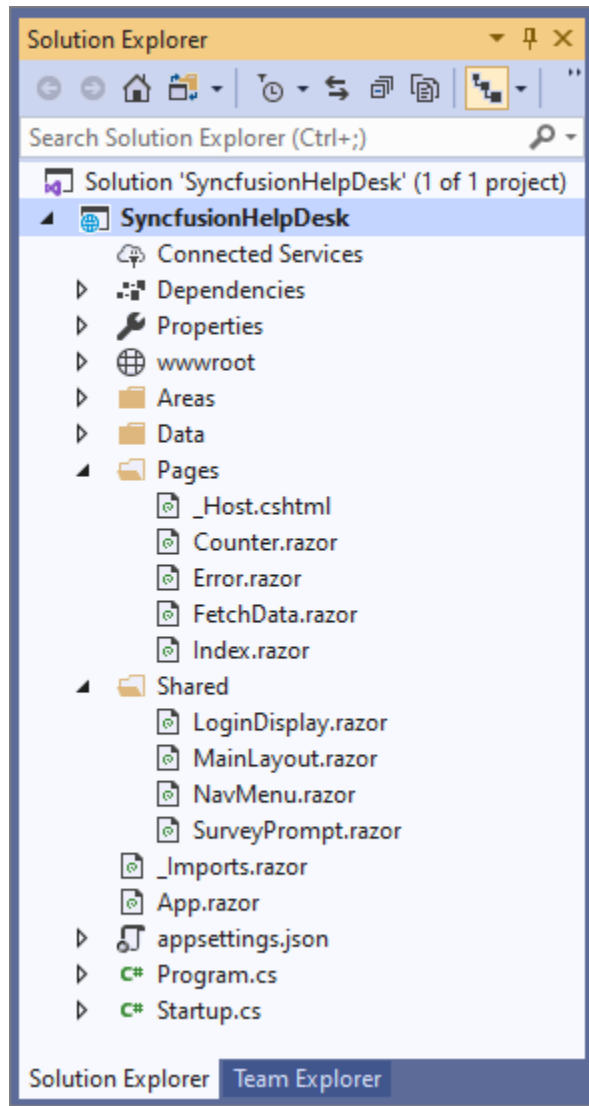 Solution Explorer
Search Solution Explorer (Ctrl+;)
Solution 'SyncfusionHelpDesk' (1 of 1 project)
SyncfusionHelpDesk
Connected Services
Dependencies
Properties
wwwroot
Areas
Data
Pages
_Host.cshtml
Counter.razor
Error.razor
FetchData.razor
Index.razor
Shared
LoginDisplay.razor
MainLayout.razor
NavMenu.razor
SurveyPrompt.razor
_Imports.razor
App.razor
appsettings.json
C# Program.cs
C# Startup.cs
Solution Explorer Team Explorer